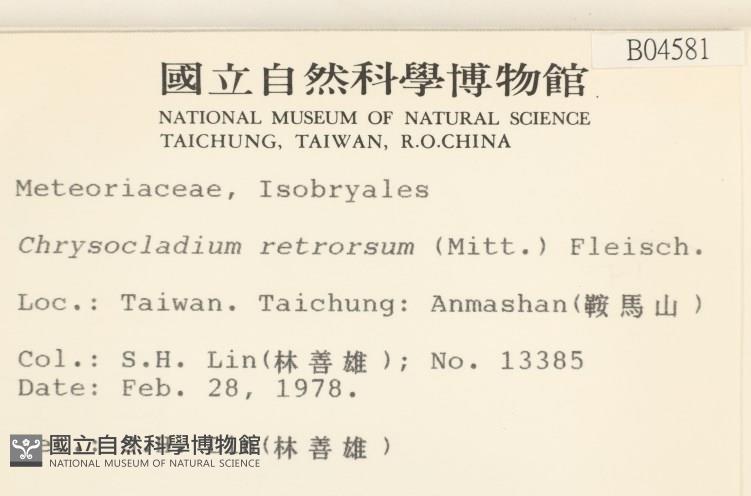 B04581
國立自然科學博物館
NATIONAL MUSEUM OF NATURAL SCIENCE
TAICHUNG, TAIWAN, R.O.CHINA
Meteoriaceae, Isobryales
Chrysocladium retrorsum (Mitt.) Fleisch.
Loc.: Taiwan. Taichung: Anmashan(鞍馬山)
Col.: S.H. Lin(林善雄); No. 13385
Date: Feb. 28, 1978.
(林善雄)
國立自然科學博物館
NATIONAL MUSEUM OF NATURAL SCIENCE